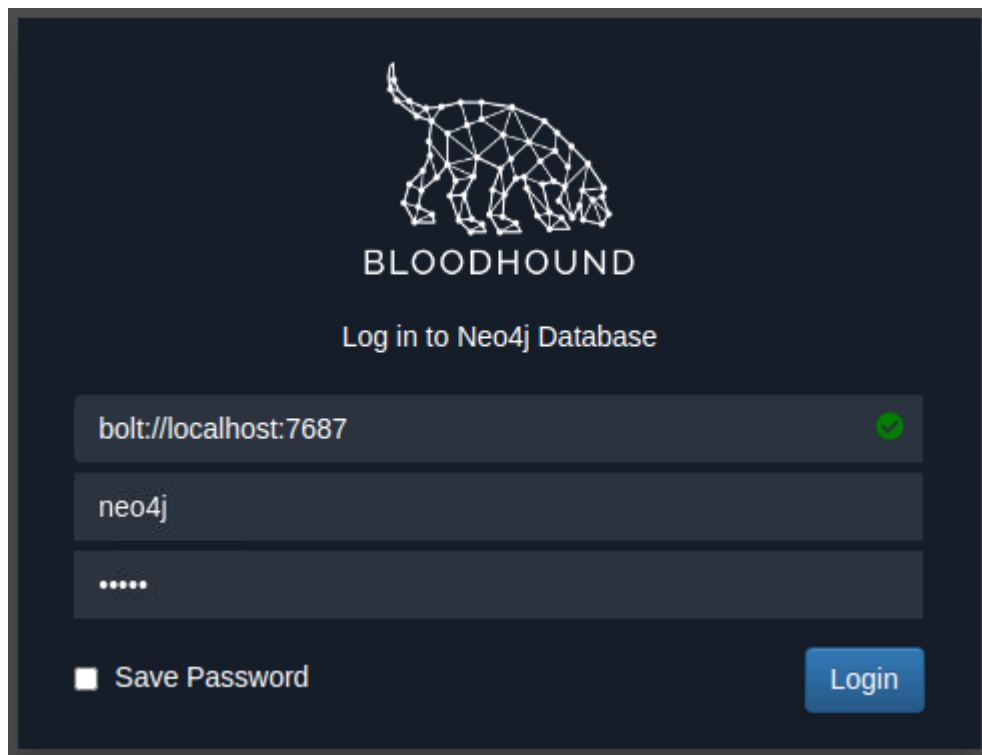 BLOODHOUND
Log in to Neo4j Database
bolt://localhost:7687
neo4j
•••••
Save Password
Login